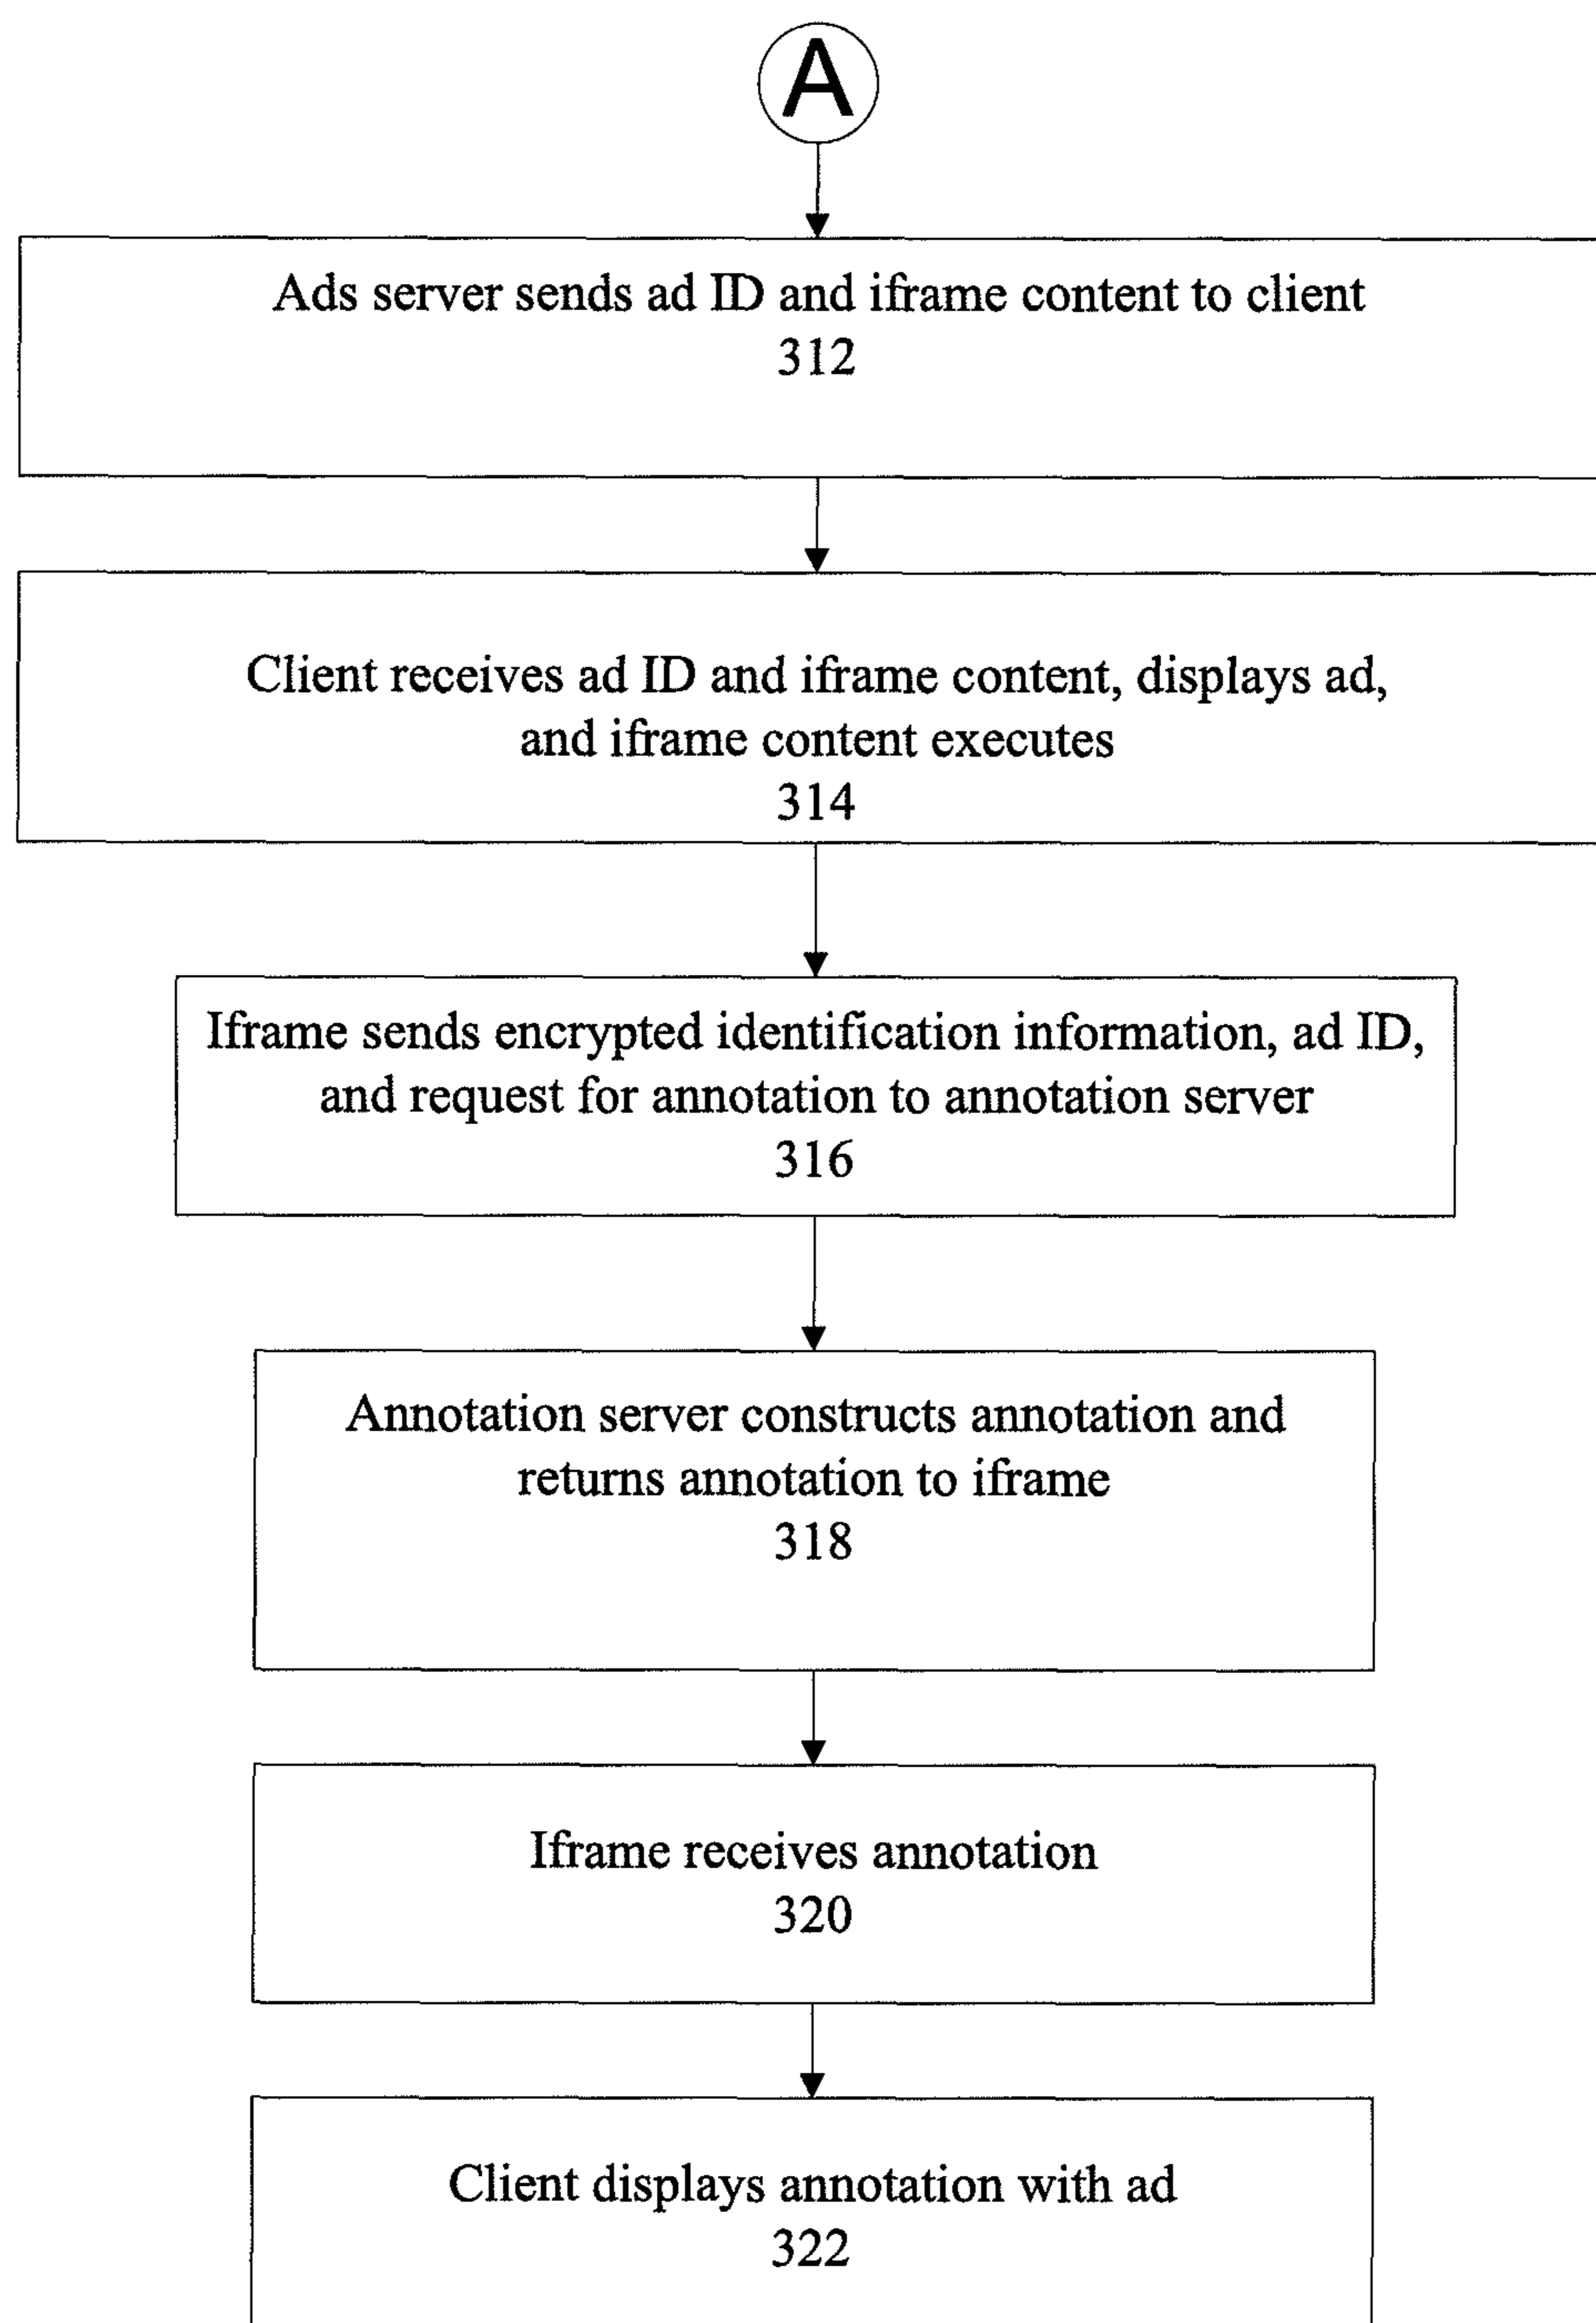 A
Ads server sends ad ID and iframe content to client
312
Client receives ad ID and iframe content, displays ad,
and iframe content executes
314
Iframe sends encrypted identification information, ad ID,
and request for annotation to annotation server
316
Annotation server constructs annotation and
returns annotation to iframe
318
Iframe receives annotation
320
Client displays annotation with ad
322